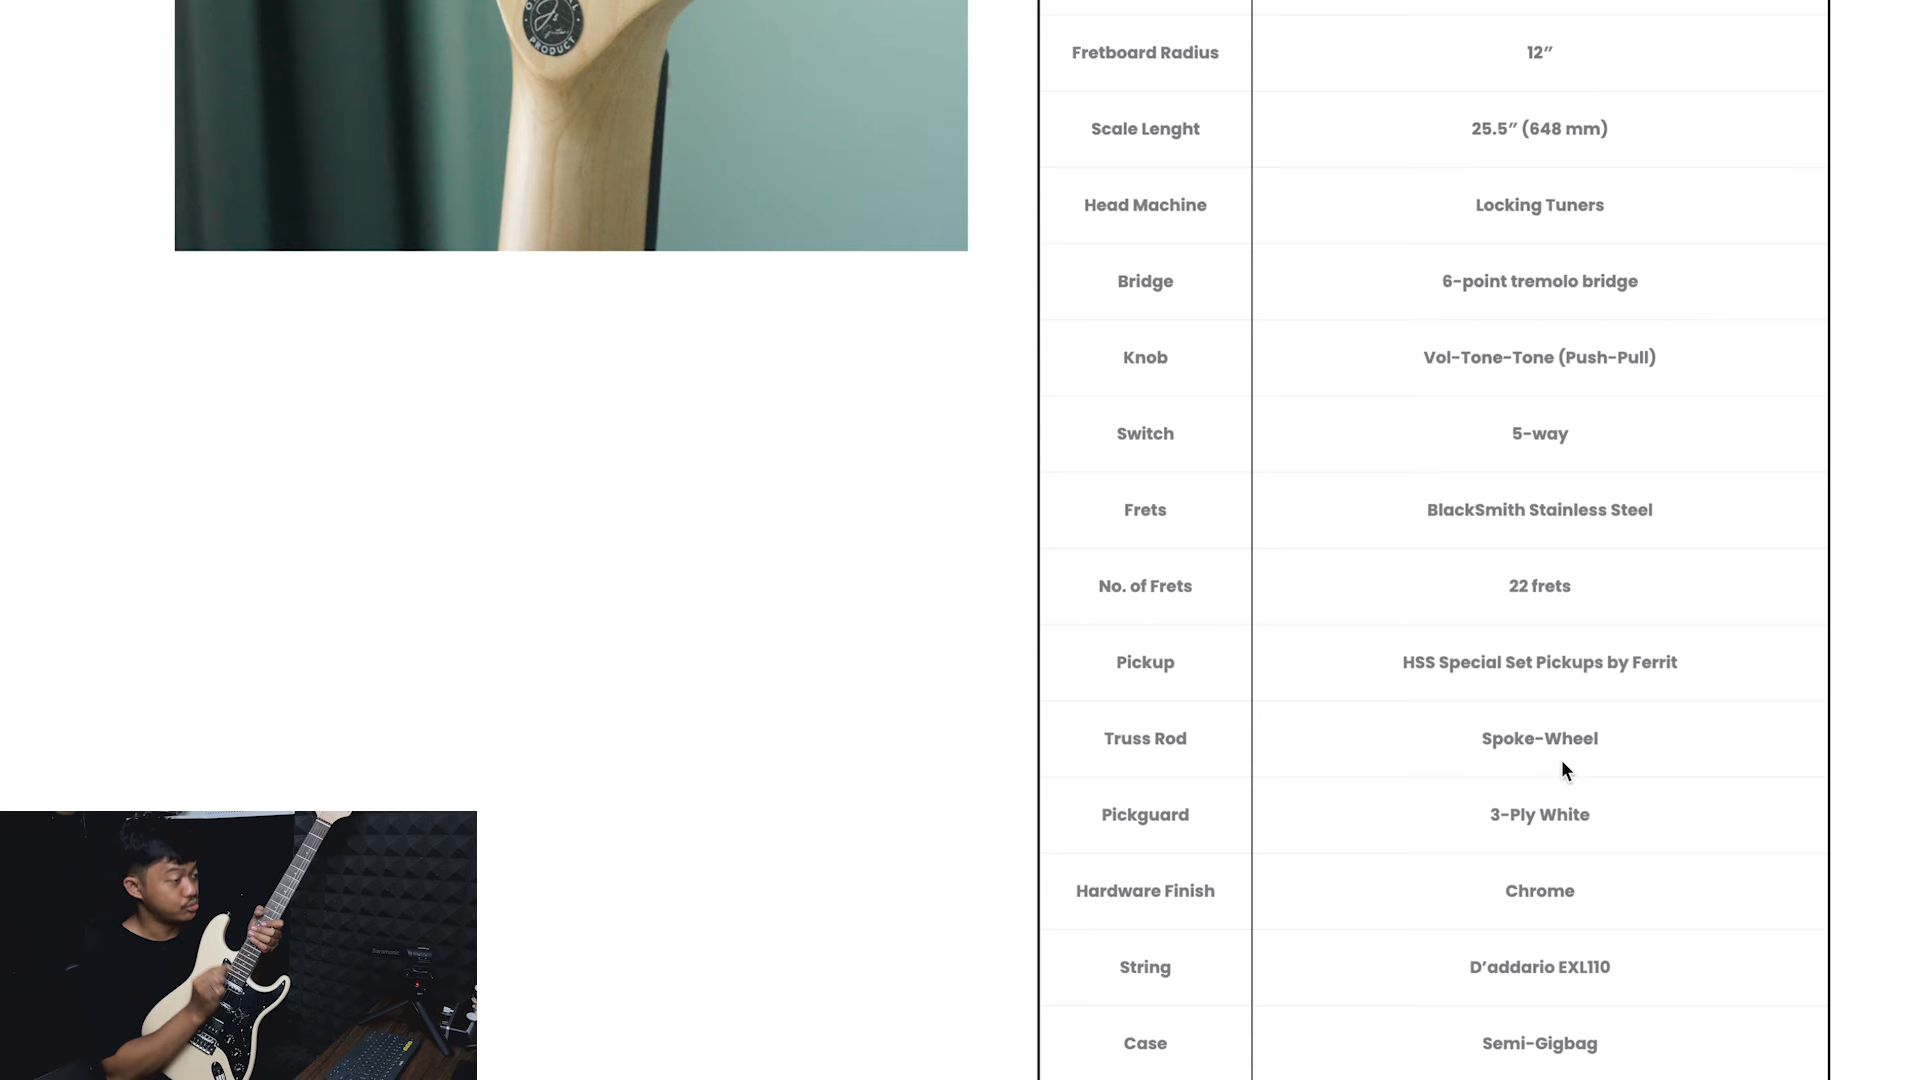 PRODUCT
Fretboard Radius 12″
Scale Lenght 25.5″ (648 mm)
Head Machine Locking Tuners
Bridge 6-point tremolo bridge
Knob Vol-Tone-Tone (Push-Pull)
Switch 5-way
Frets BlackSmith Stainless Steel
No. of Frets 22 frets
Pickup HSS Special Set Pickups by Ferrit
Truss Rod Spoke-Wheel
Pickguard 3-Ply White
Hardware Finish Chrome
String D’addario EXL110
Case Semi-Gigbag